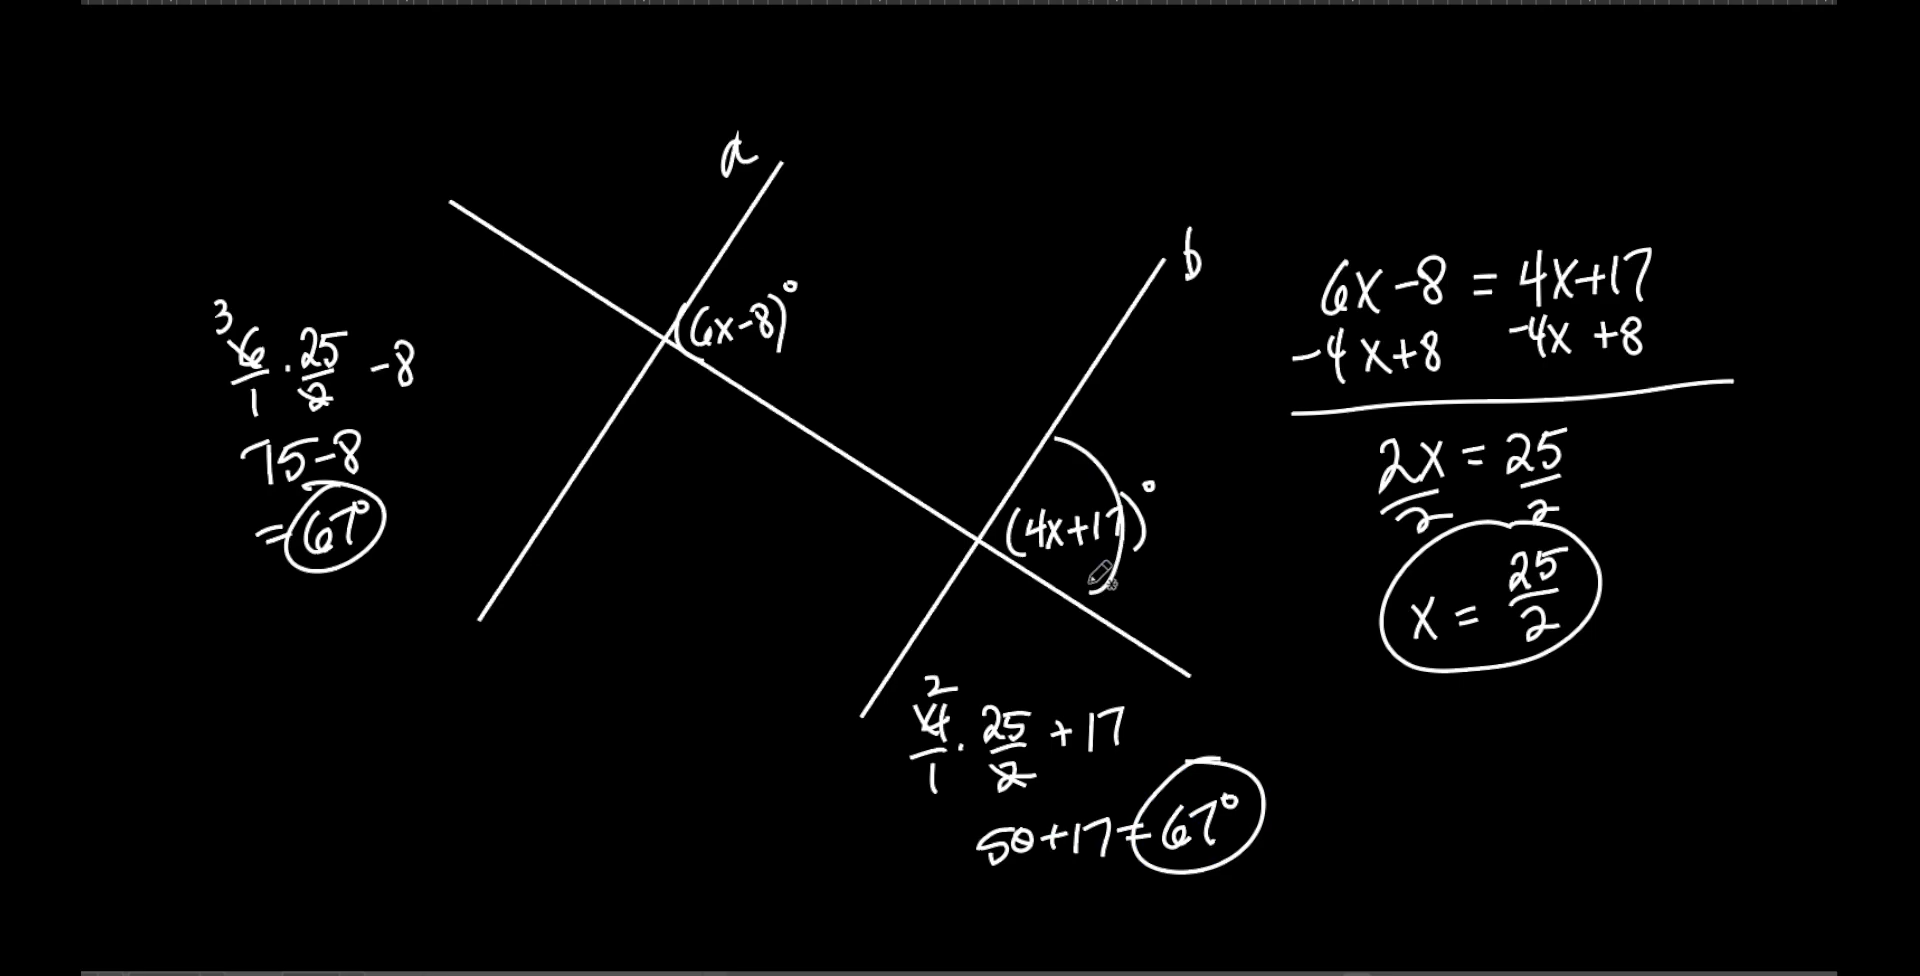 a
b
(6x-8)°
(4x+17)°
3
6/1 · 25/2 -8
75-8
= 67°
6x-8 = 4x+17
-4x+8 -4x+8
2x = 25
2 2
x = 25/2
2
4/1 · 25/2 + 17
50+17= 67°